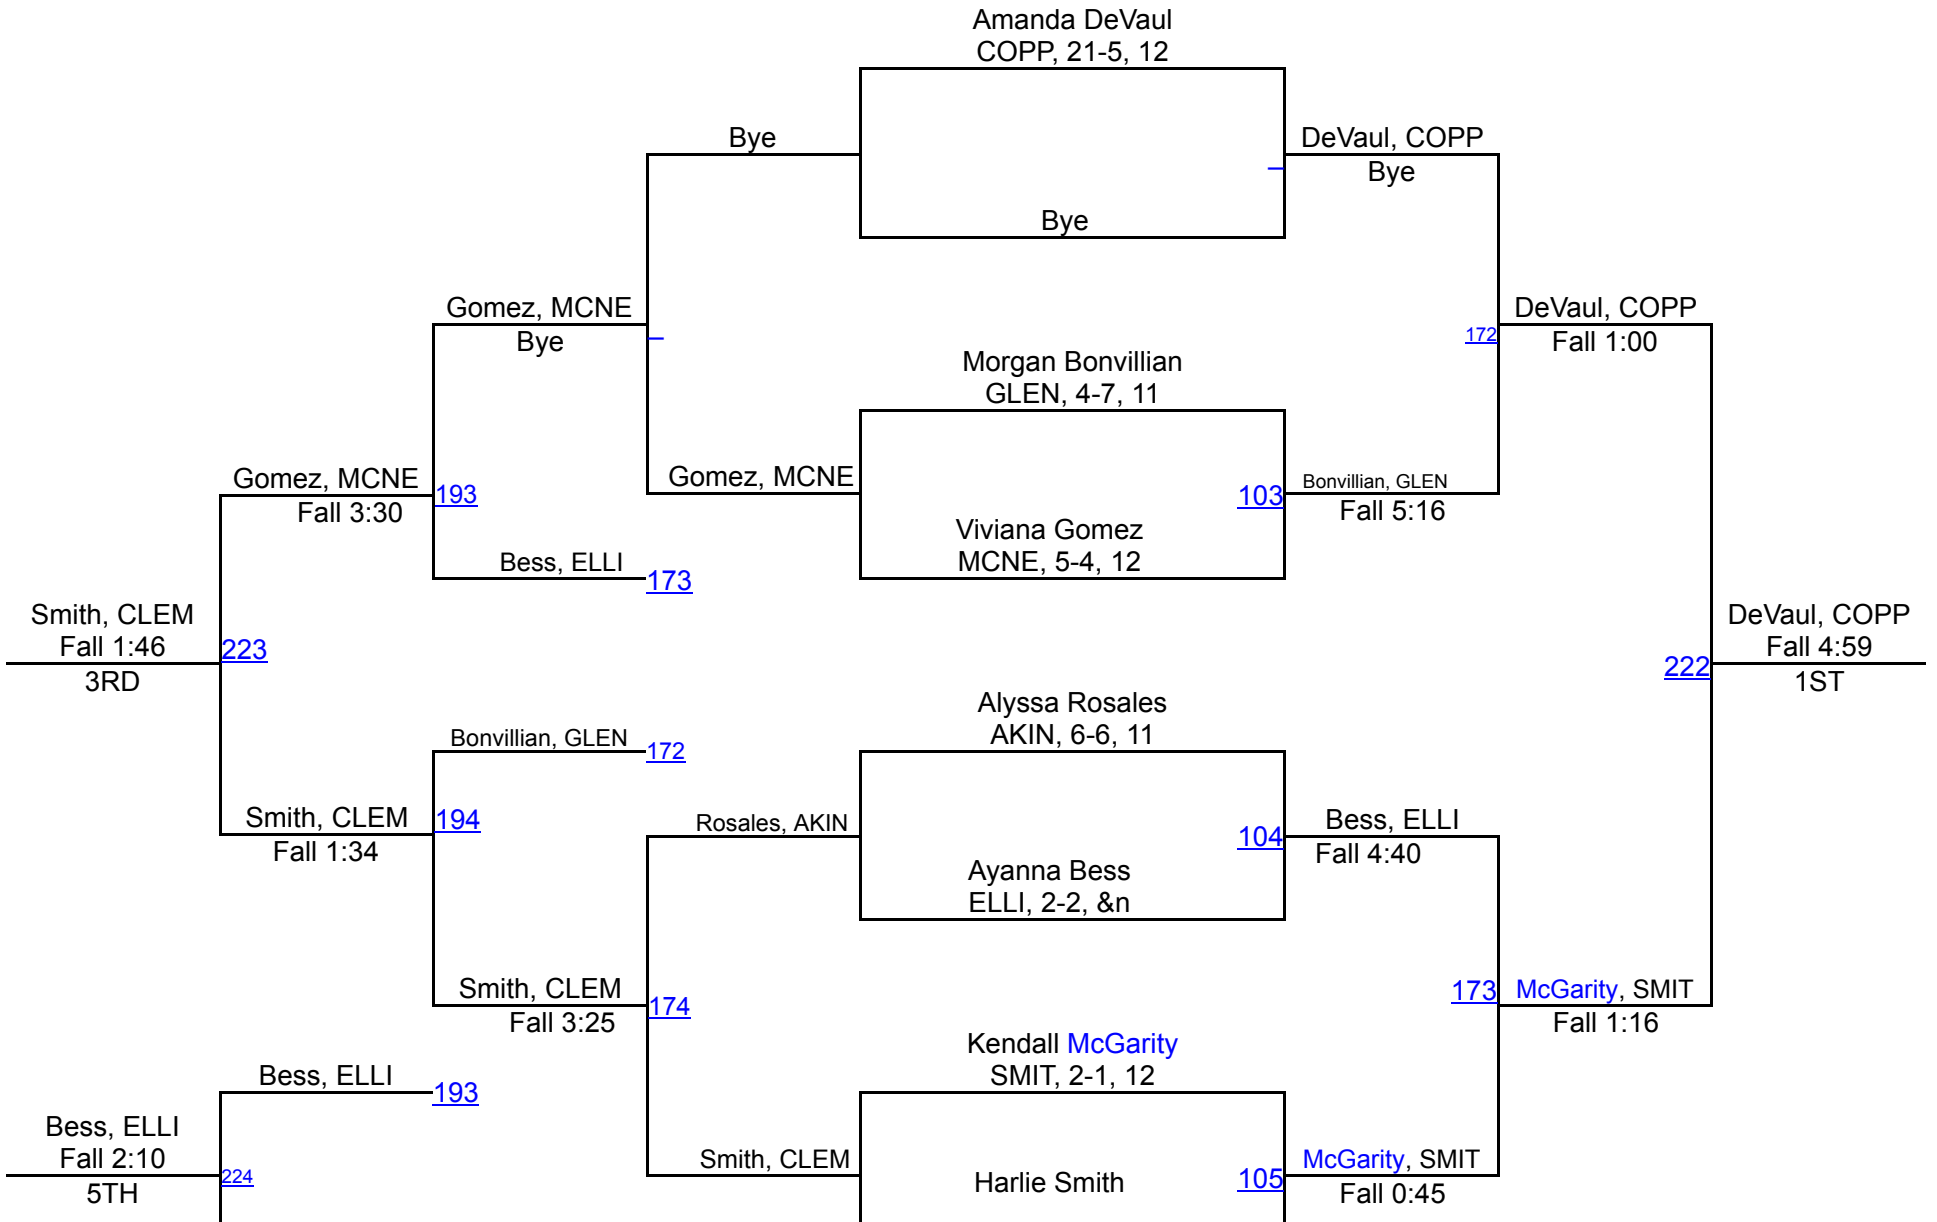 Amanda DeVaul
COPP, 21-5, 12
Bye
DeVaul, COPP
Bye
Bye
Gomez, MCNE
Bye
DeVaul, COPP
172
Fall 1:00
Morgan Bonvillian
GLEN, 4-7, 11
Gomez, MCNE
193
Fall 3:30
Gomez, MCNE
103
Bonvillian, GLEN
Fall 5:16
Viviana Gomez
MCNE, 5-4, 12
Bess, ELLI
173
Smith, CLEM
Fall 1:46
223
3RD
DeVaul, COPP
Fall 4:59
222
1ST
Alyssa Rosales
AKIN, 6-6, 11
Bonvillian, GLEN
172
Smith, CLEM
194
Fall 1:34
Rosales, AKIN
104
Bess, ELLI
Fall 4:40
Ayanna Bess
ELLI, 2-2, &n
Smith, CLEM
174
Fall 3:25
173
McGarity, SMIT
Fall 1:16
Kendall McGarity
SMIT, 2-1, 12
Bess, ELLI
193
Bess, ELLI
Fall 2:10
224
5TH
Smith, CLEM
Harlie Smith
105
McGarity, SMIT
Fall 0:45